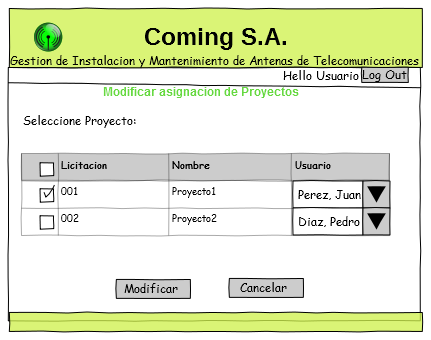 Coming S.A.
Gestion de Instalacion y Mantenimiento de Antenas de Telecomunicaciones
Hello Usuario Log Out
Modificar asignacion de Proyectos
Seleccione Proyecto:
Licitacion Nombre Usuario
001 Proyecto1 Perez, Juan
002 Proyecto2 Diaz, Pedro
Modificar Cancelar